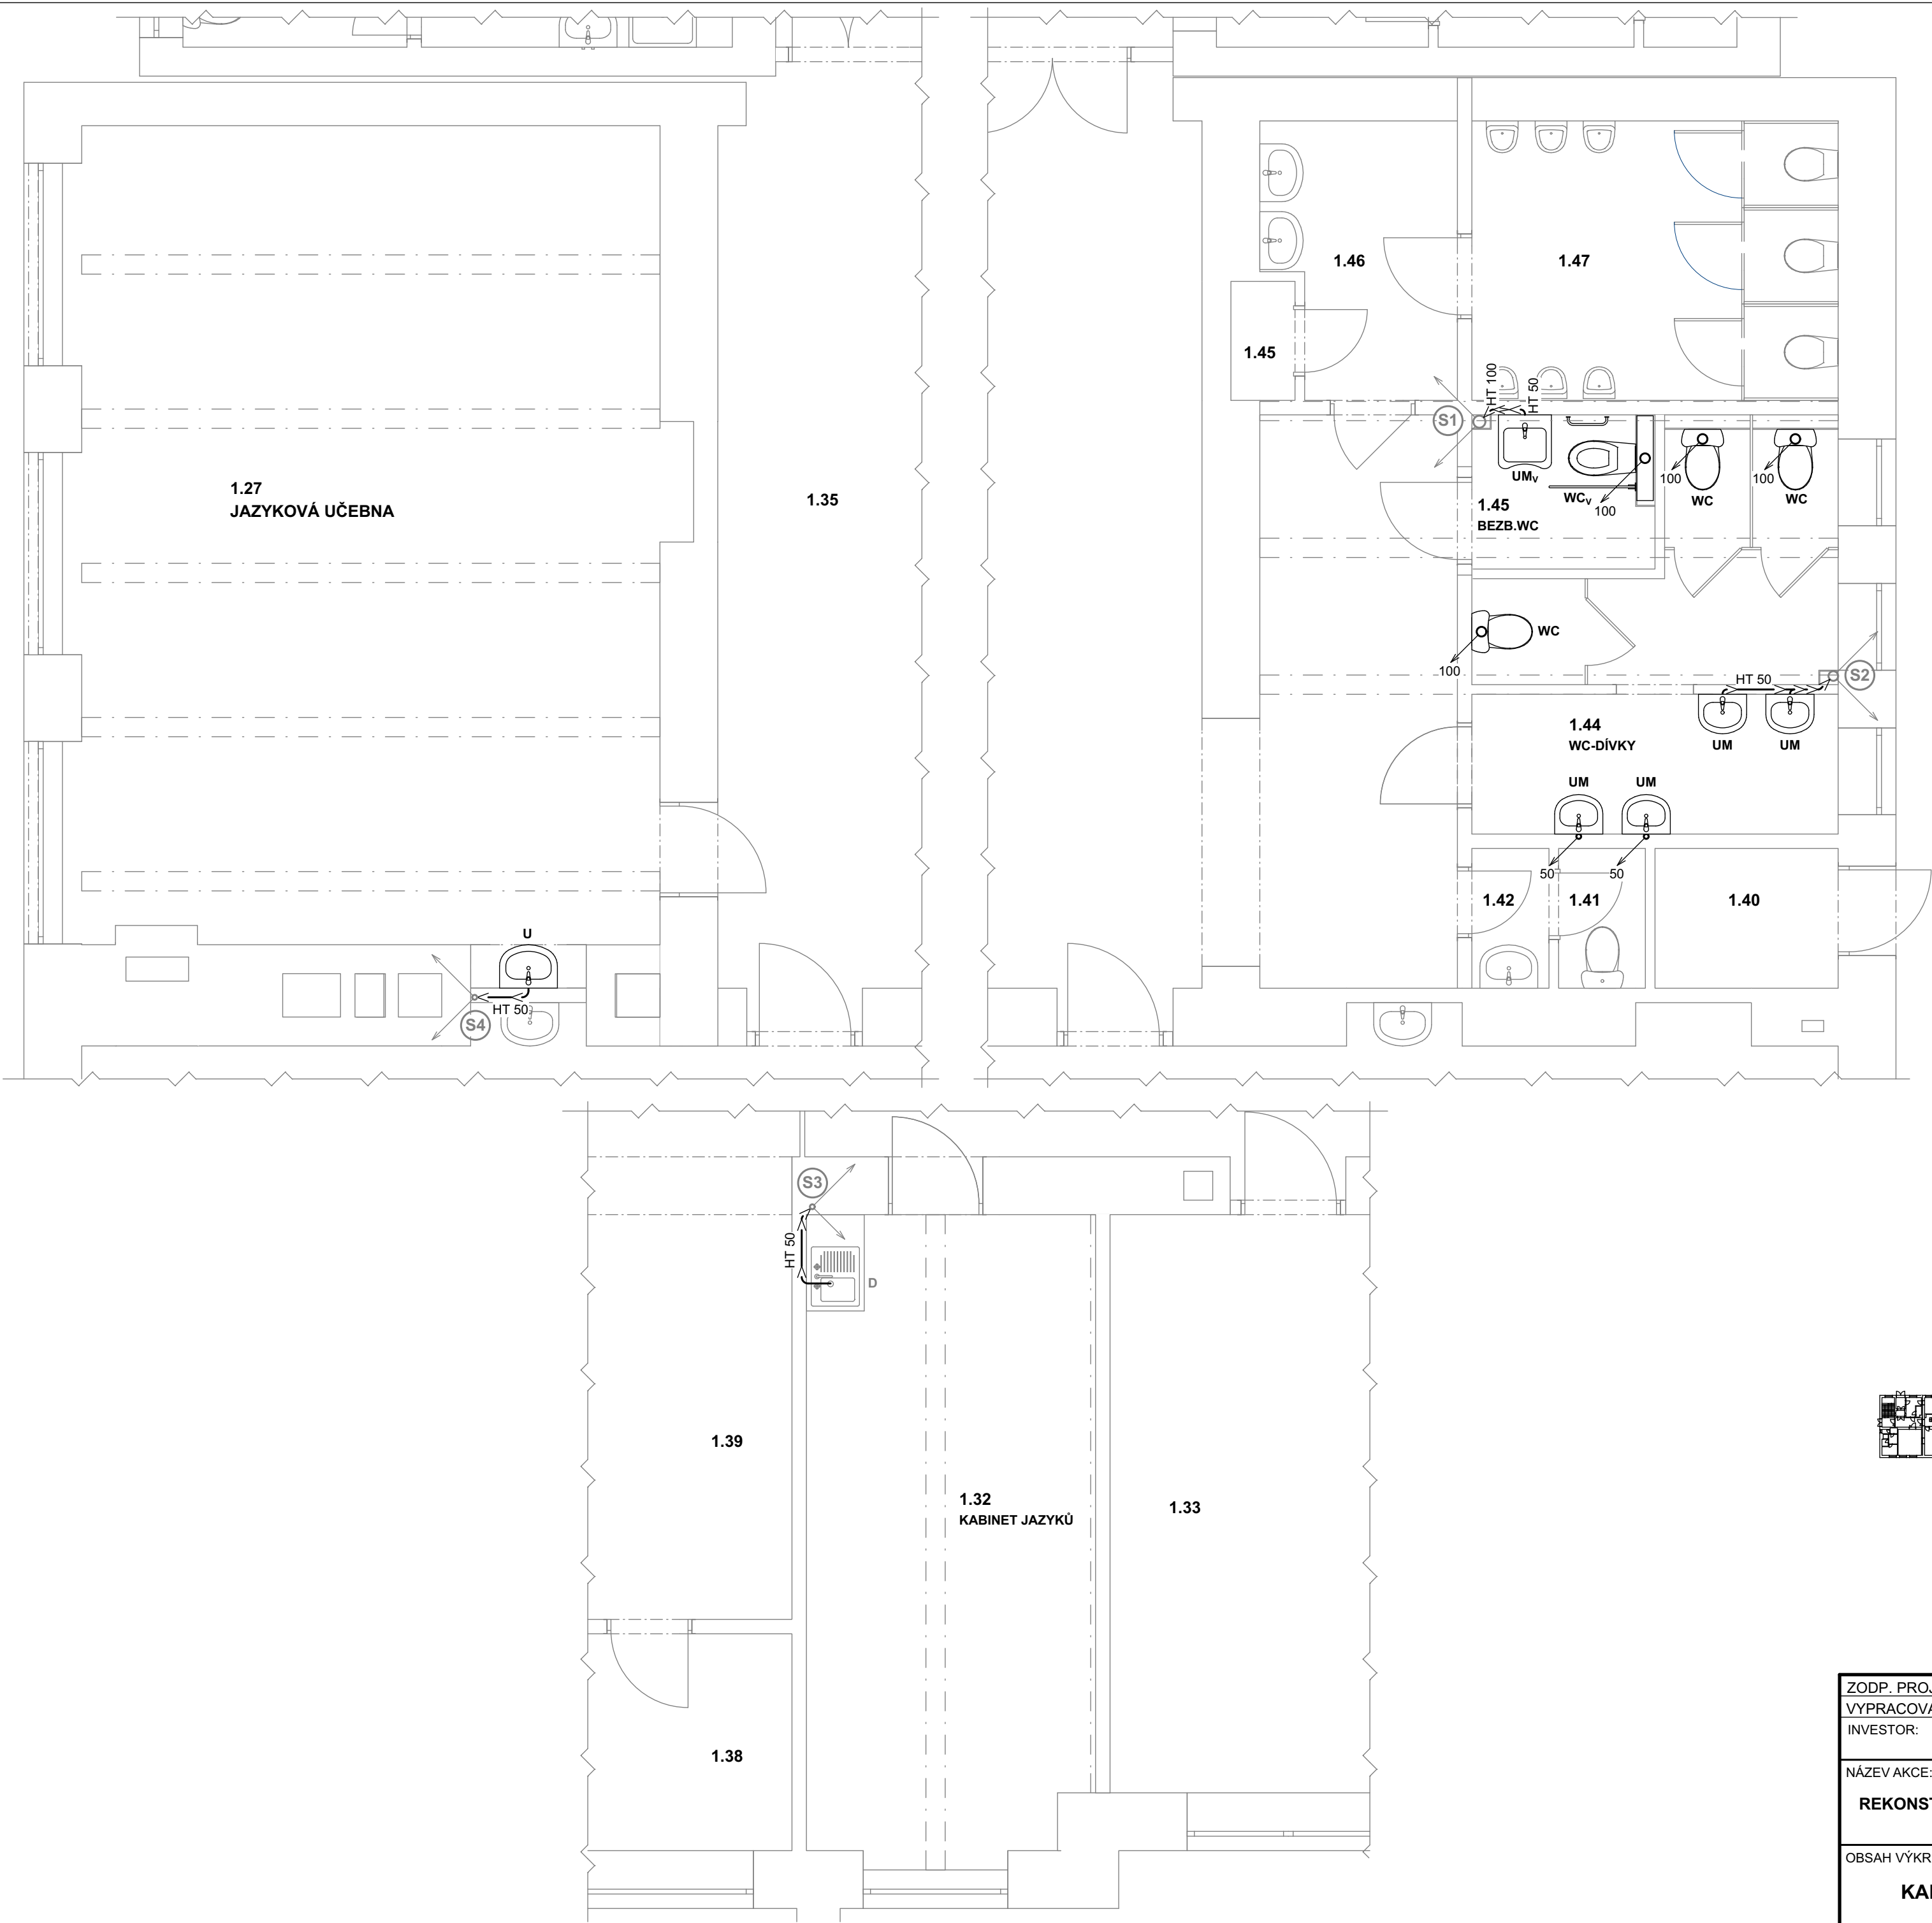 1.46
1.47
1.45
HT 100
HT 50
S1
1.27
JAZYKOVÁ UČEBNA
1.35
UMV
WCV
100
100
WC
100
WC
1.45
BEZB.WC
WC
100
HT 50
S2
1.44
WC-DÍVKY
UM
UM
UM
UM
50
50
1.42
1.41
1.40
U
HT 50
S4
S3
HT 50
D
1.39
1.32
KABINET JAZYKŮ
1.33
1.38
ZODP. PROJ
VYPRACOVA
INVESTOR:
NÁZEV AKCE:
REKONST
OBSAH VÝKR
KA